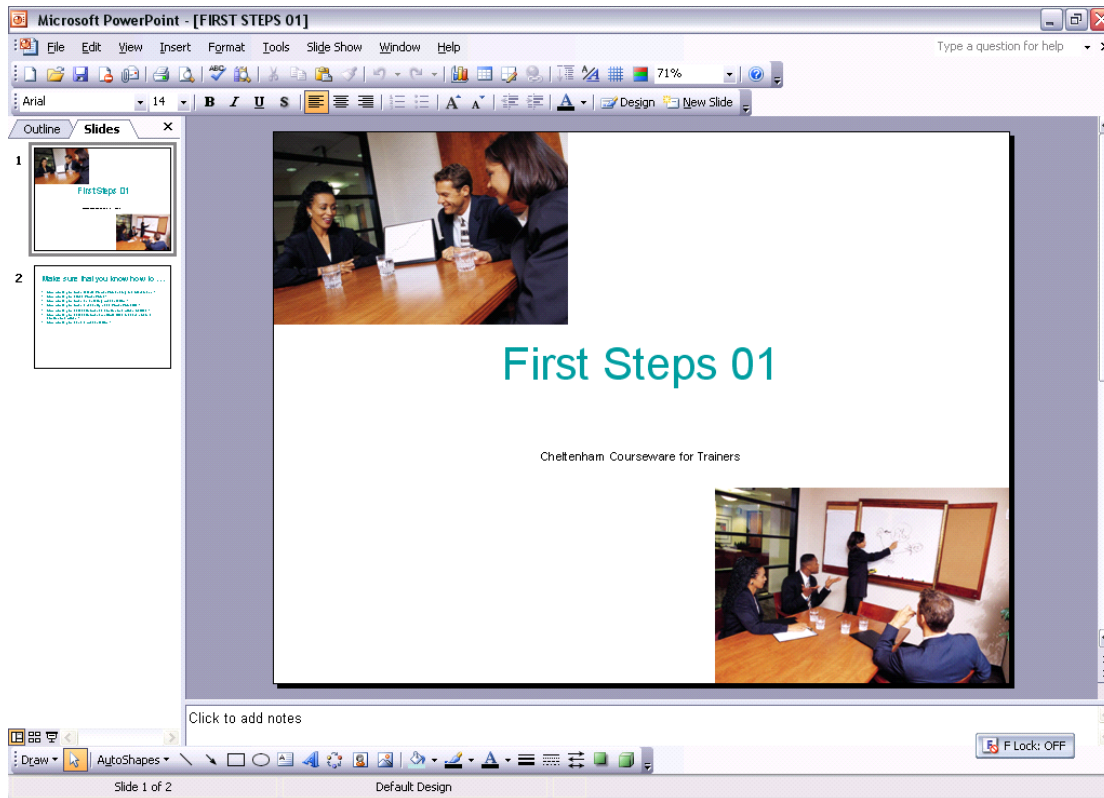 Microsoft PowerPoint - [FIRST STEPS 01]
File Edit View Insert Format Tools Slide Show Window Help
Type a question for help
71%
Arial 14 B I U S A A A Design New Slide
Outline Slides
1
First Steps 01
2
Make sure that you know how to ...
First Steps 01
Cheltenham Courseware for Trainers
Click to add notes
F Lock: OFF
Draw AutoShapes A A
Slide 1 of 2 Default Design